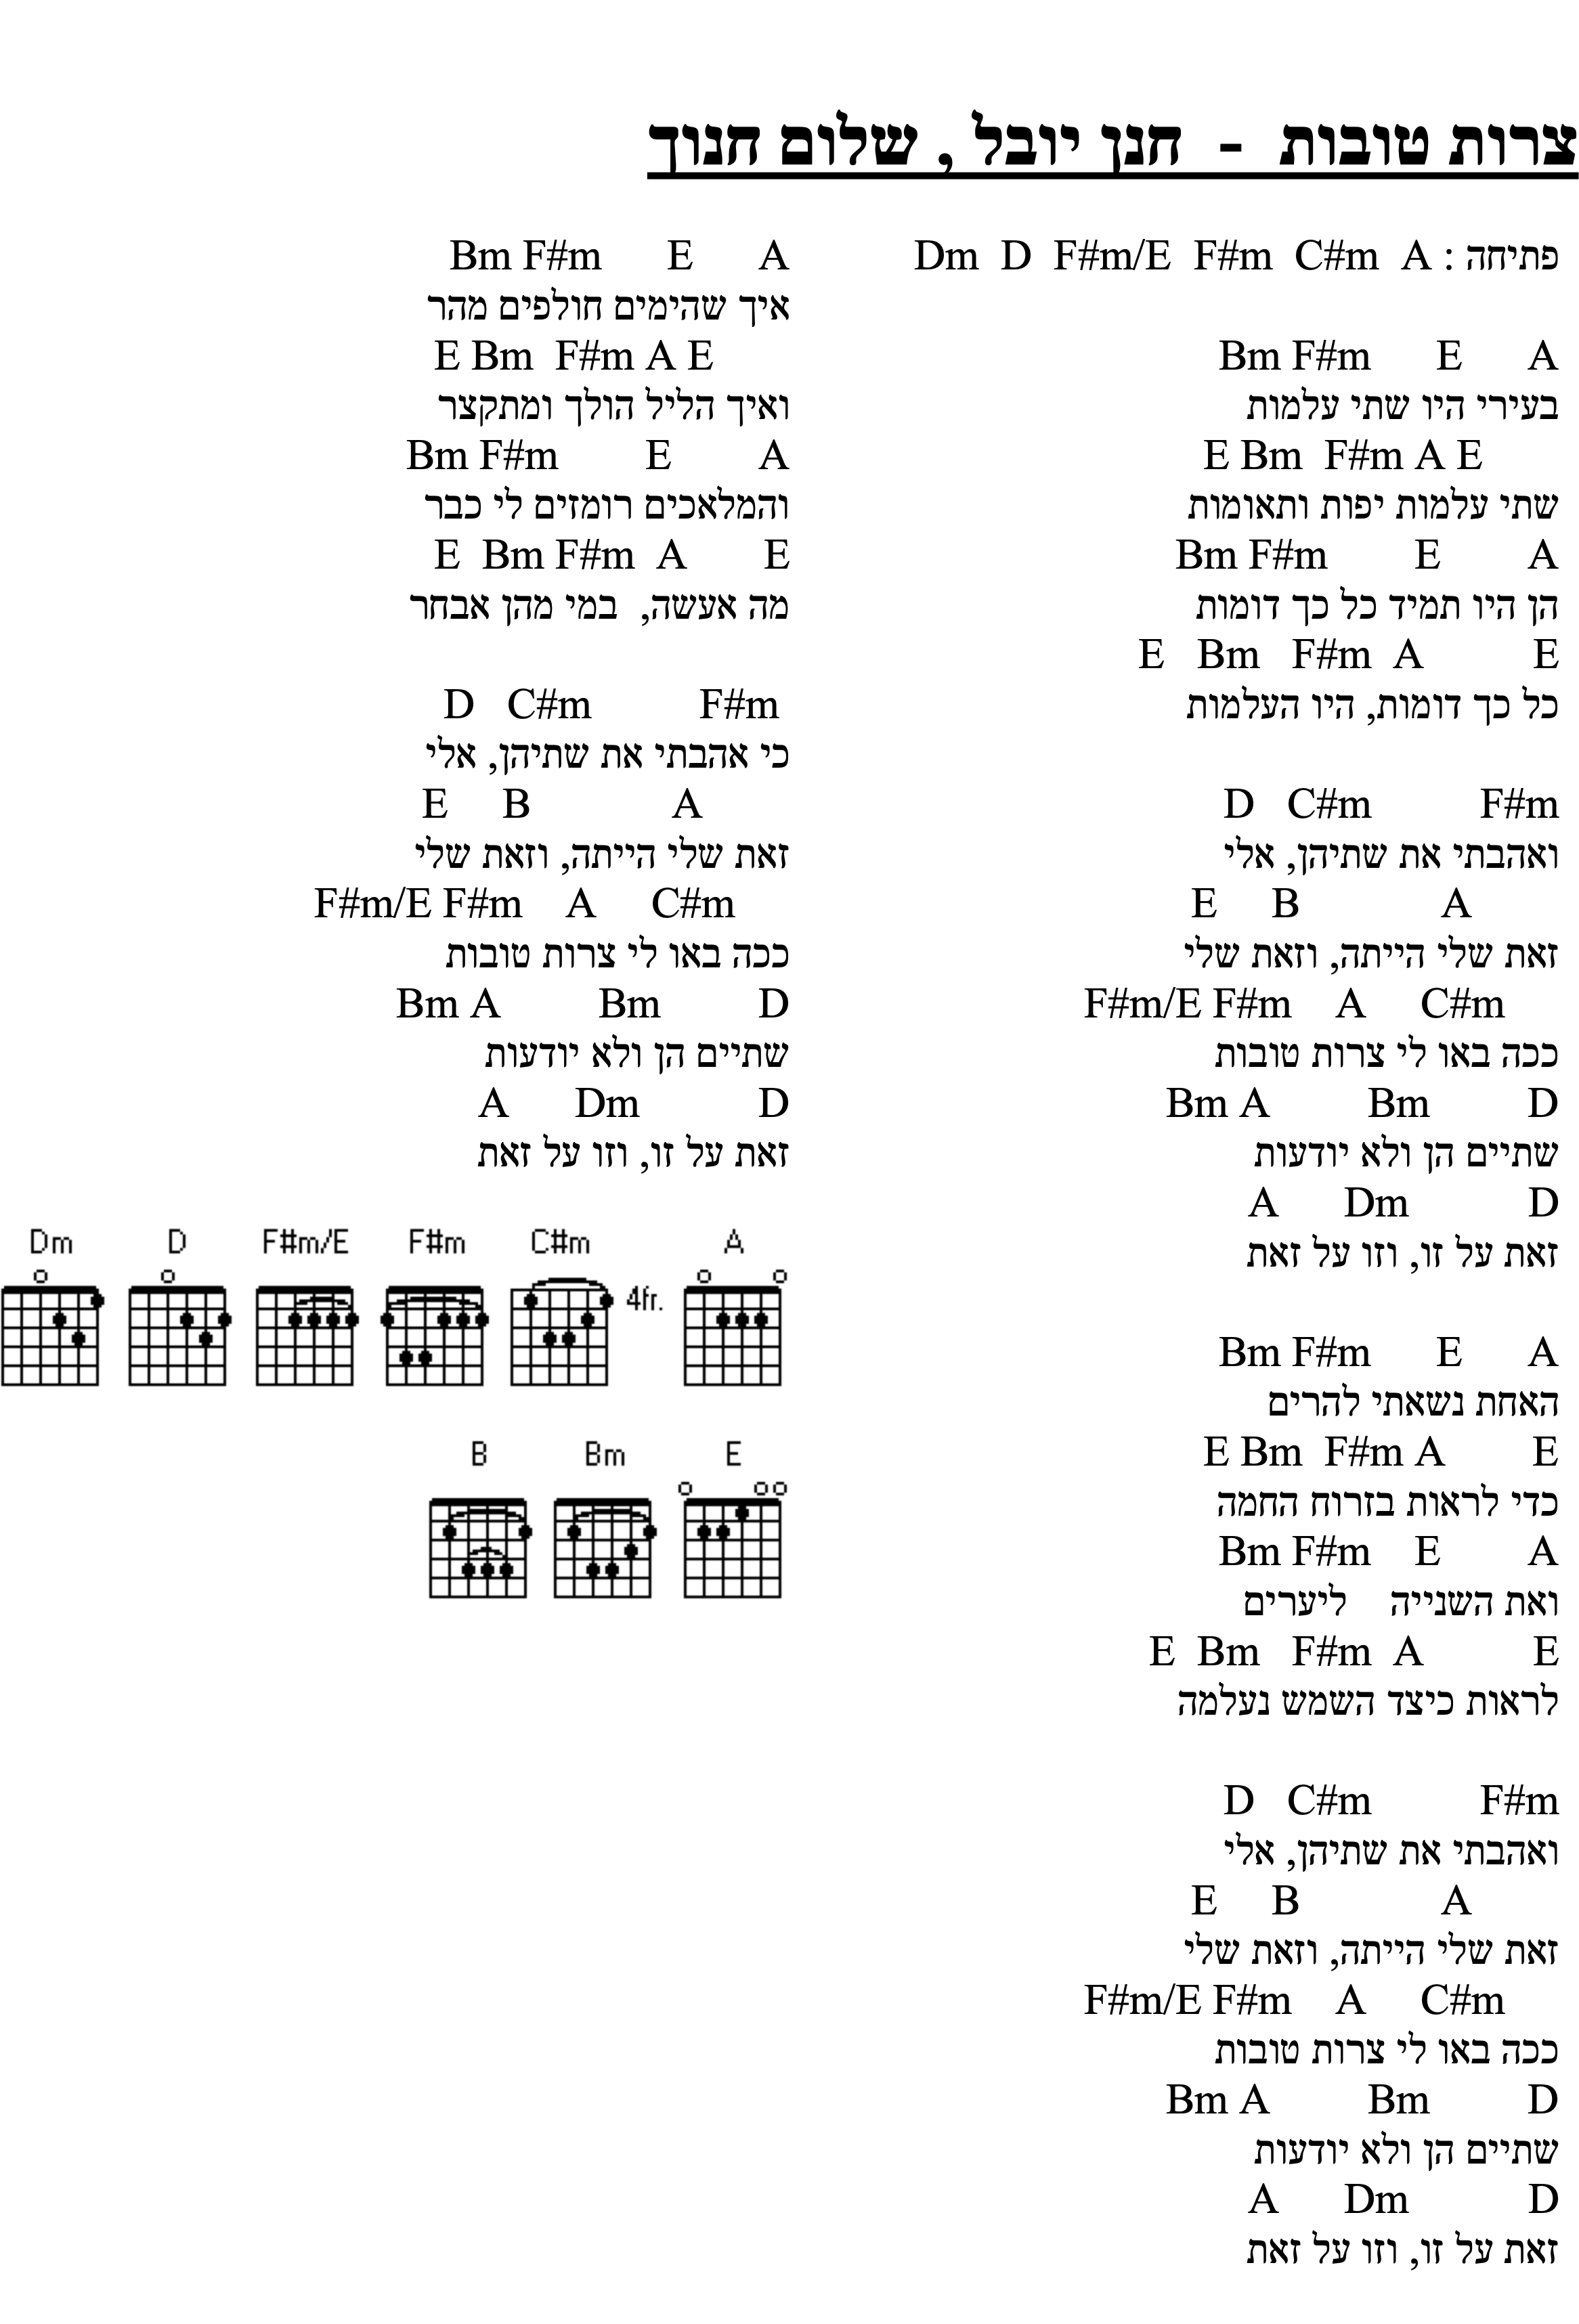 צרות טובות - חנן יובל , שלום חנוך
פתיחה : Dm D F#m/E F#m C#m A
Bm F#m E A
בעירי היו שתי עלמות
E Bm F#m A E
שתי עלמות יפות ותאומות
Bm F#m E A
הן היו תמיד כל כך דומות
E Bm F#m A E
כל כך דומות, היו העלמות
D C#m F#m
ואהבתי את שתיהן, אלי
E B A
זאת שלי הייתה, וזאת שלי
F#m/E F#m A C#m
ככה באו לי צרות טובות
Bm A Bm D
שתיים הן ולא יודעות
A Dm D
זאת על זו, וזו על זאת
Bm F#m E A
האחת נשאתי להרים
E Bm F#m A E
כדי לראות בזרוח החמה
Bm F#m E A
ואת השנייה ליערים
E Bm F#m A E
לראות כיצד השמש נעלמה
D C#m F#m
ואהבתי את שתיהן, אלי
E B A
זאת שלי הייתה, וזאת שלי
F#m/E F#m A C#m
ככה באו לי צרות טובות
Bm A Bm D
שתיים הן ולא יודעות
A Dm D
זאת על זו, וזו על זאת
Bm F#m E A
איך שהימים חולפים מהר
E Bm F#m A E
ואיך הליל הולך ומתקצר
Bm F#m E A
והמלאכים רומזים לי כבר
E Bm F#m A E
מה אעשה, במי מהן אבחר
D C#m F#m
כי אהבתי את שתיהן, אלי
E B A
זאת שלי הייתה, וזאת שלי
F#m/E F#m A C#m
ככה באו לי צרות טובות
Bm A Bm D
שתיים הן ולא יודעות
A Dm D
זאת על זו, וזו על זאת
Dm D F#m/E F#m C#m A
4fr.
B Bm E